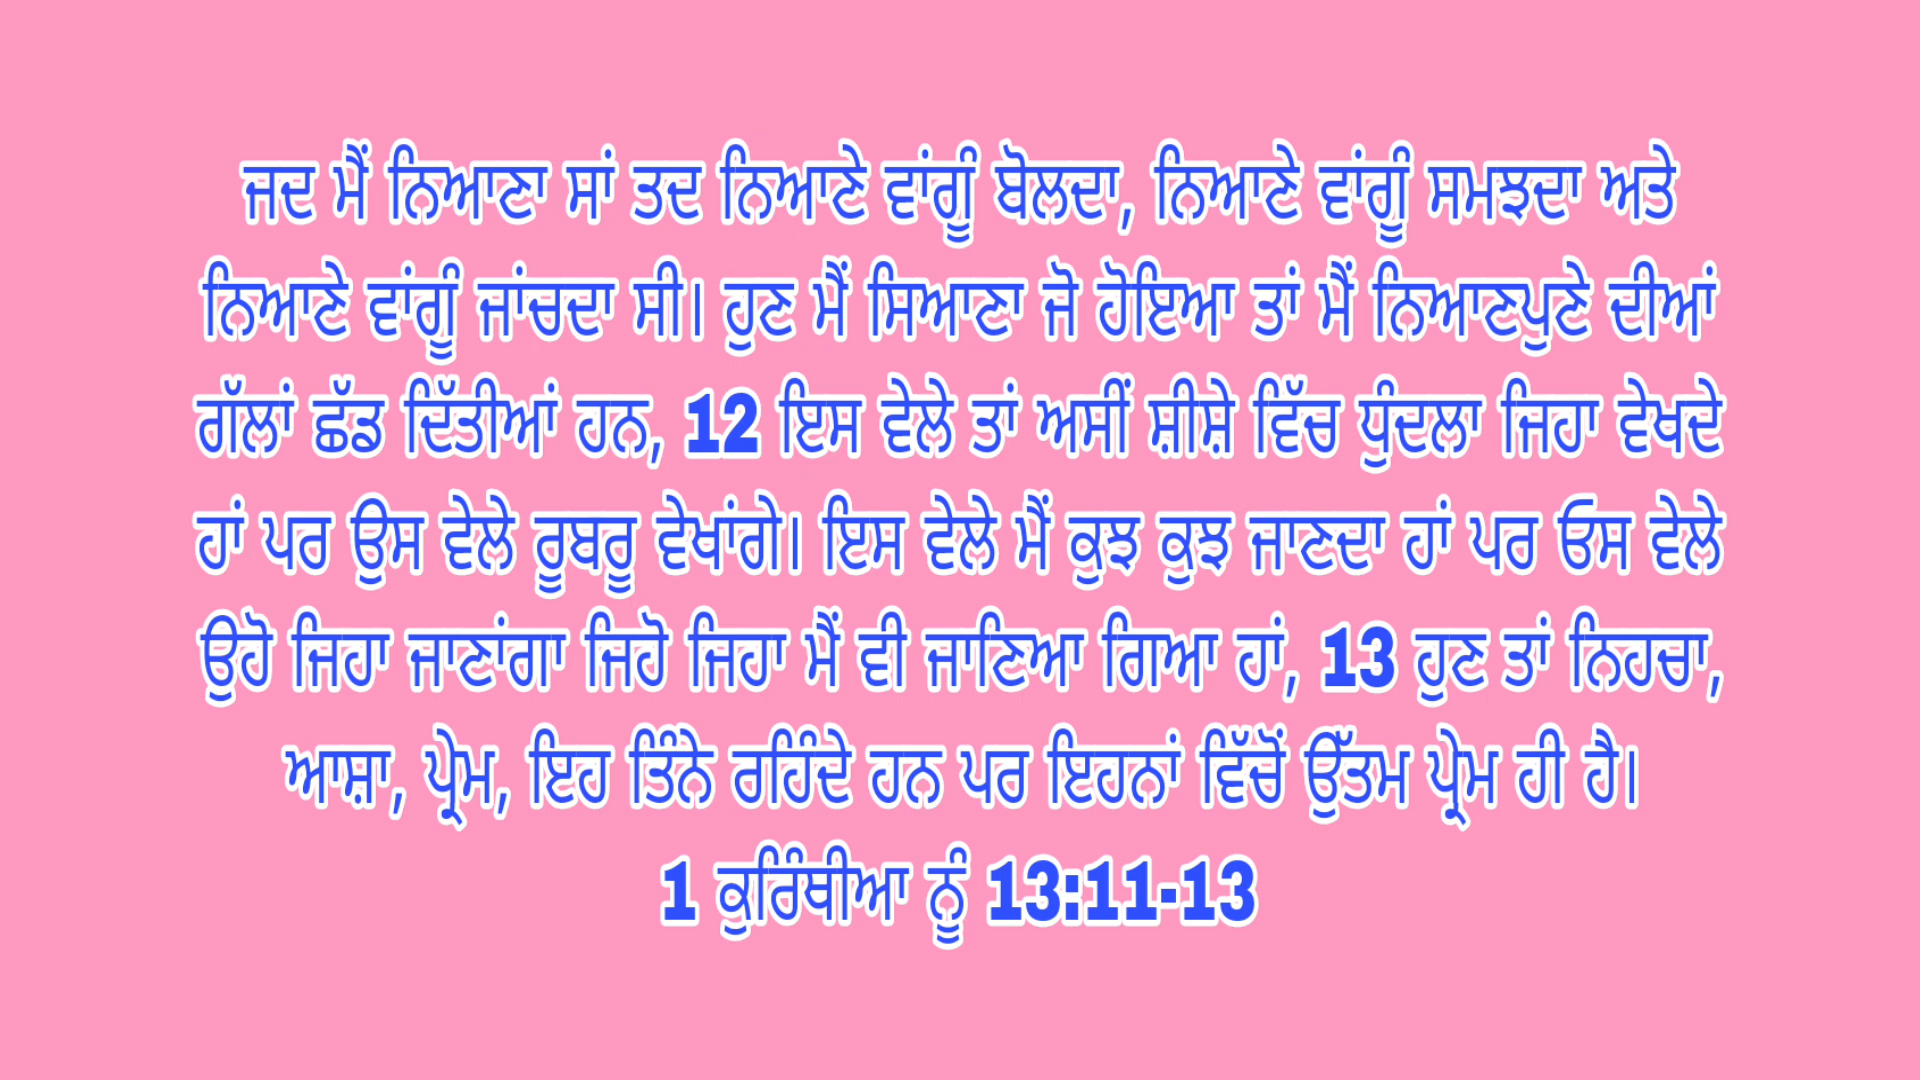 ਜਦ ਮੈਂ ਨਿਆਣਾ ਸਾਂ ਤਦ ਨਿਆਣੇ ਵਾਂਗੂੰ ਬੋਲਦਾ, ਨਿਆਣੇ ਵਾਂਗੂੰ ਸਮਝਦਾ ਅਤੇ
ਨਿਆਣੇ ਵਾਂਗੂੰ ਜਾਂਚਦਾ ਸੀ। ਹੁਣ ਮੈਂ ਸਿਆਣਾ ਜੋ ਹੋਇਆ ਤਾਂ ਮੈਂ ਨਿਆਣਪੁਣੇ ਦੀਆਂ
ਗੱਲਾਂ ਛੱਡ ਦਿੱਤੀਆਂ ਹਨ, 12 ਇਸ ਵੇਲੇ ਤਾਂ ਅਸੀਂ ਸ਼ੀਸ਼ੇ ਵਿੱਚ ਧੁੰਦਲਾ ਜਿਹਾ ਵੇਖਦੇ
ਹਾਂ ਪਰ ਉਸ ਵੇਲੇ ਰੂਬਰੂ ਵੇਖਾਂਗੇ। ਇਸ ਵੇਲੇ ਮੈਂ ਕੁਝ ਕੁਝ ਜਾਣਦਾ ਹਾਂ ਪਰ ਓਸ ਵੇਲੇ
ਉਹੋ ਜਿਹਾ ਜਾਣਾਂਗਾ ਜਿਹੋ ਜਿਹਾ ਮੈਂ ਵੀ ਜਾਣਿਆ ਗਿਆ ਹਾਂ, 13 ਹੁਣ ਤਾਂ ਨਿਹਚਾ,
ਆਸ਼ਾ, ਪ੍ਰੇਮ, ਇਹ ਤਿੰਨੇ ਰਹਿੰਦੇ ਹਨ ਪਰ ਇਹਨਾਂ ਵਿੱਚੋਂ ਉੱਤਮ ਪ੍ਰੇਮ ਹੀ ਹੈ।
1 ਕੁਰਿੰਥੀਆ ਨੂੰ 13:11-13